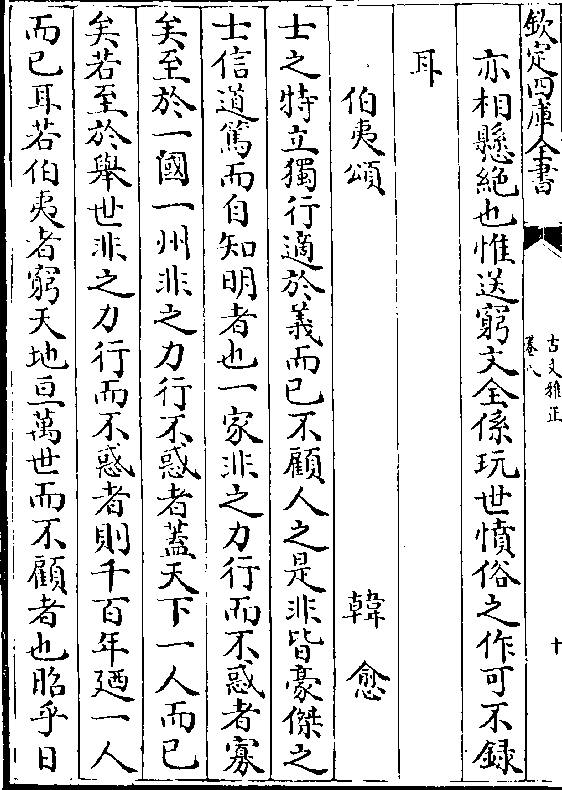 欽定四庫全書
古文雅正
卷八
十
亦相懸絶也惟送窮文全係玩世憤俗之作可不録
耳
伯夷頌 韓愈
士之特立獨行適於義而已不顧人之是非皆豪傑之
士信道篤而自知明者也一家非之力行而不惑者寡
矣至於一國一州非之力行不惑者蓋天下一人而已
矣若至於舉世非之力行而不惑者則千百年廼一人
而已耳若伯夷者窮天地亘萬世而不顧者也昭乎日